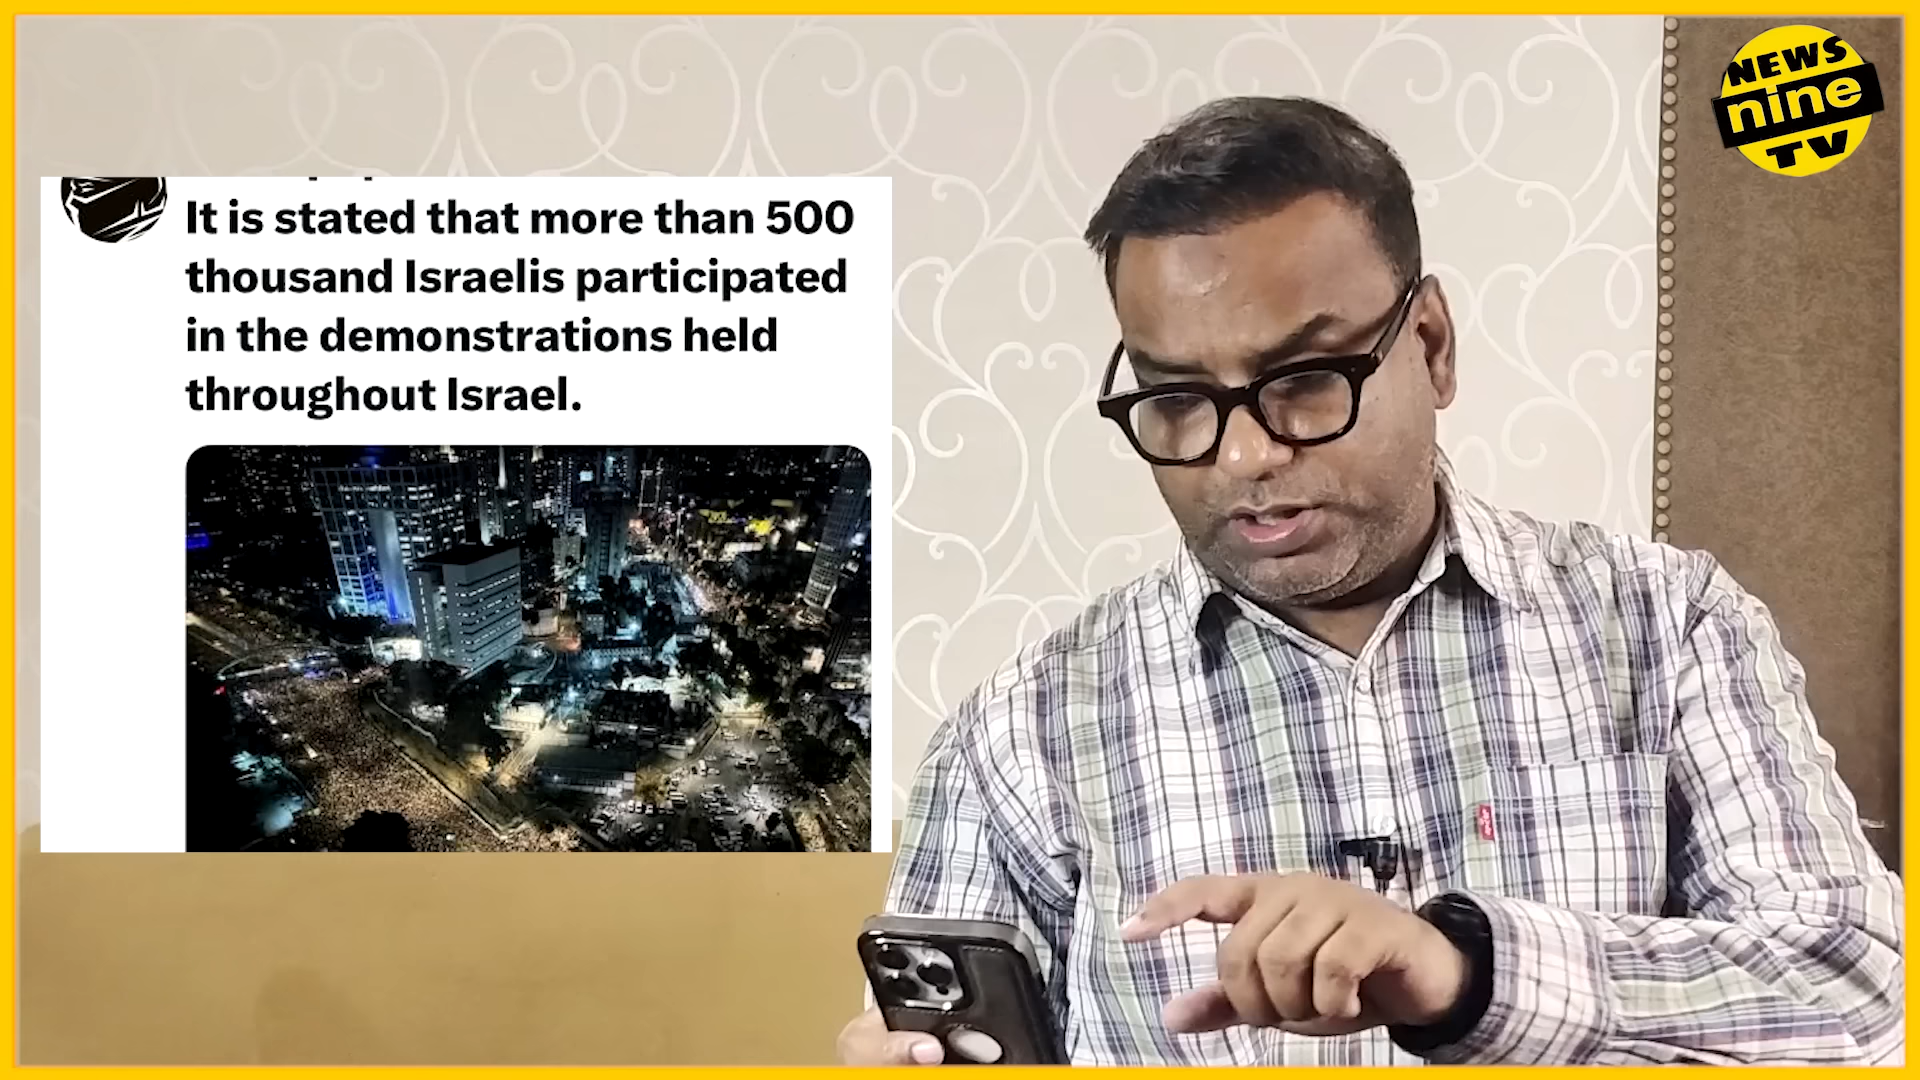 It is stated that more than 500
thousand Israelis participated
in the demonstrations held
throughout Israel.
NEWS
nine
TV